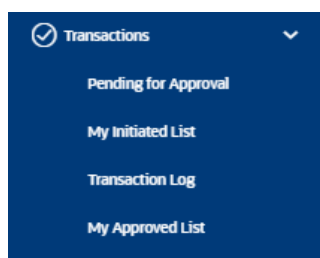 Transactions
Pending for Approval
My Initiated List
Transaction Log
My Approved List